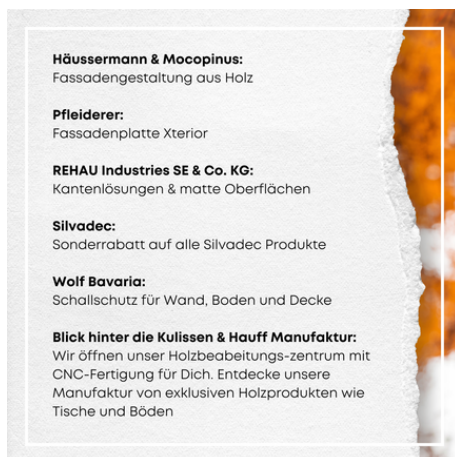 Häussermann & Mocopinus:
Fassadengestaltung aus Holz
Pfleiderer:
Fassadenplatte Xterior
REHAU Industries SE & Co. KG:
Kantenlösungen & matte Oberflächen
Silvadec:
Sonderrabatt auf alle Silvadec Produkte
Wolf Bavaria:
Schallschutz für Wand, Boden und Decke
Blick hinter die Kulissen & Hauff Manufaktur:
Wir öffnen unser Holzbeabeitungs-zentrum mit
CNC-Fertigung für Dich. Entdecke unsere
Manufaktur von exklusiven Holzprodukten wie
Tische und Böden